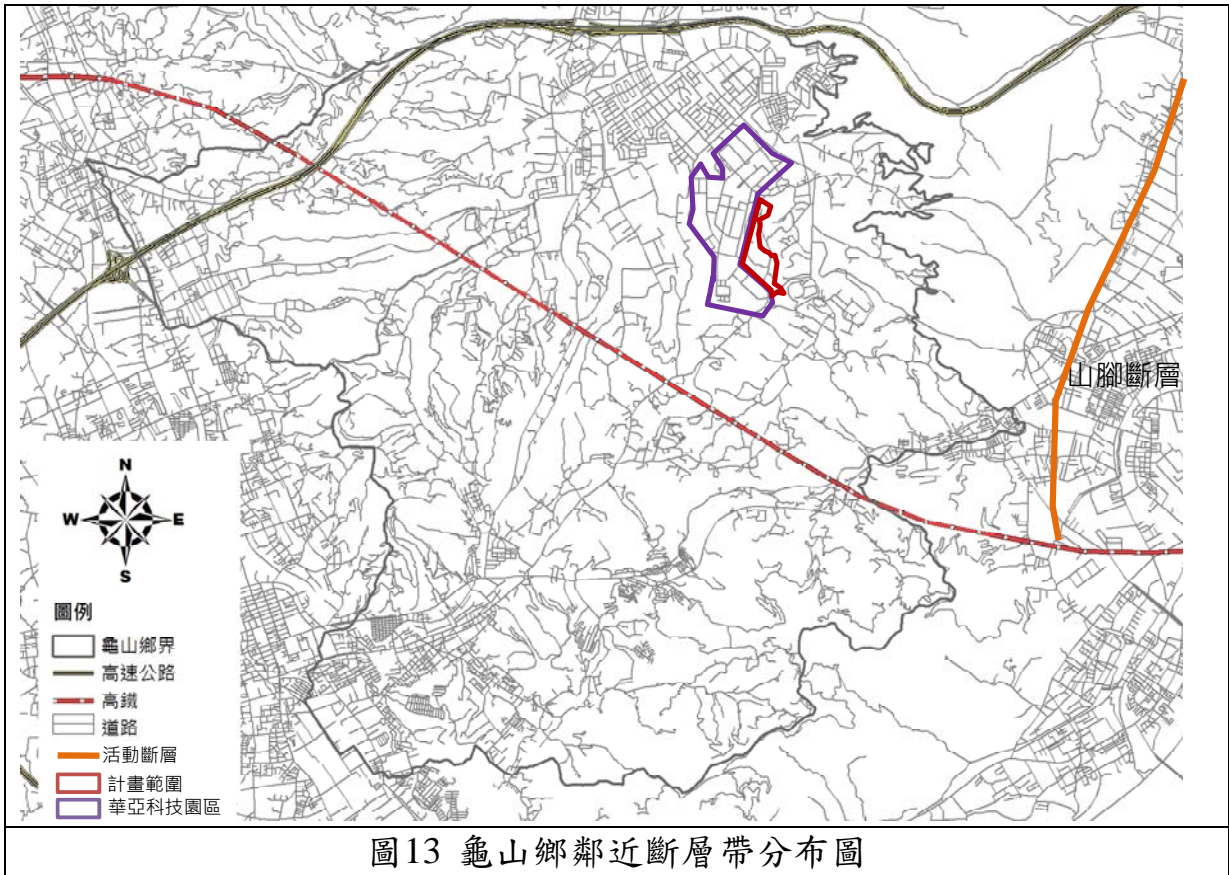 山腳斷層
N
W E
S
圖例
龜山鄉界
高速公路
高鐵
道路
活動斷層
計畫範圍
華亞科技園區
圖13 龜山鄉鄰近斷層帶分布圖